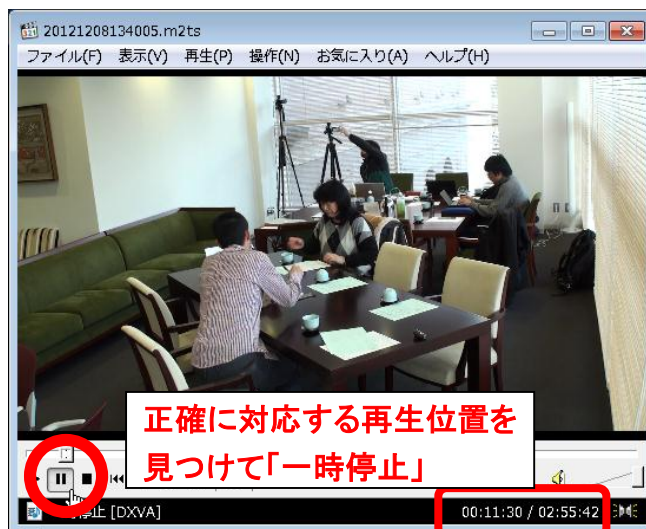 20121208134005.m2ts
ファイル(F) 表示(V) 再生(P) 操作(N) お気に入り(A) ヘルプ(H)
正確に対応する再生位置を
見つけて「一時停止」
停止 [DXVA]
00:11:30 / 02:55:42